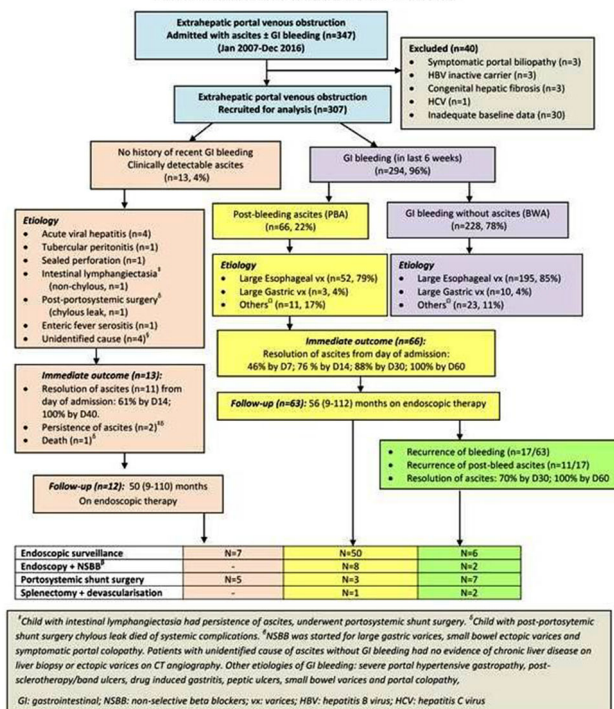 Extrahepatic portal venous obstruction
Admitted with ascites ± GI bleeding (n=347)
(Jan 2007-Dec 2016)
Excluded (n=40)
• Symptomatic portal biliopathy (n=3)
• HBV inactive carrier (n=3)
• Congenital hepatic fibrosis (n=3)
• HCV (n=1)
• Inadequate baseline data (n=30)
Extrahepatic portal venous obstruction
Recruited for analysis (n=307)
No history of recent GI bleeding
Clinically detectable ascites
(n=13, 4%)
GI bleeding (in last 6 weeks)
(n=294, 96%)
Etiology
• Acute viral hepatitis (n=4)
• Tubercular peritonitis (n=1)
• Sealed perforation (n=1)
• Intestinal lymphangiectasia‡
(non-chylous, n=1)
• Post-portosystemic surgery
(chylous leak, n=1)
• Enteric fever serositis (n=1)
• Unidentified cause (n=4)
Post-bleeding ascites (PBA)
(n=66, 22%)
GI bleeding without ascites (BWA)
(n=228, 78%)
Etiology
• Large Esophageal vx (n=52, 79%)
• Large Gastric vx (n=3, 4%)
• Others (n=11, 17%)
Etiology
• Large Esophageal vx (n=195, 85%)
• Large Gastric vx (n=10, 4%)
• Others (n=23, 11%)
Immediate outcome (n=66):
Resolution of ascites from day of admission:
46% by D7; 76 % by D14; 88% by D30; 100% by D60
Immediate outcome (n=13):
• Resolution of ascites (n=11) from
day of admission: 61% by D14;
100% by D40.
• Persistence of ascites (n=2)
• Death (n=1)
Follow-up (n=63): 56 (9-112) months on endoscopic therapy
• Recurrence of bleeding (n=17/63)
• Recurrence of post-bleed ascites (n=11/17)
• Resolution of ascites: 70% by D30; 100% by D60
Follow-up (n=12): 50 (9-110) months
On endoscopic therapy
Endoscopic surveillance N=7 N=50 N=6
Endoscopy + NSBB - N=8 N=2
Portosystemic shunt surgery N=5 N=3 N=7
Splenectomy + devascularisation - N=1 N=2
Child with intestinal lymphangiectasia had persistence of ascites, underwent portosystemic shunt surgery. Child with post-portosytemic
shunt surgery chylous leak died of systemic complications. NSBB was started for large gastric varices, small bowel ectopic varices and
symptomatic portal colopathy. Patients with unidentified cause of ascites without GI bleeding had no evidence of chronic liver disease on
liver biopsy or ectopic varices on CT angiography. Other etiologies of GI bleeding: severe portal hypertensive gastropathy, post-
sclerotherapy/band ulcers, drug induced gastritis, peptic ulcers, small bowel varices and portal colopathy,
GI: gastrointestinal; NSBB: non-selective beta blockers; vx: varices; HBV: hepatitis B virus; HCV: hepatitis C virus